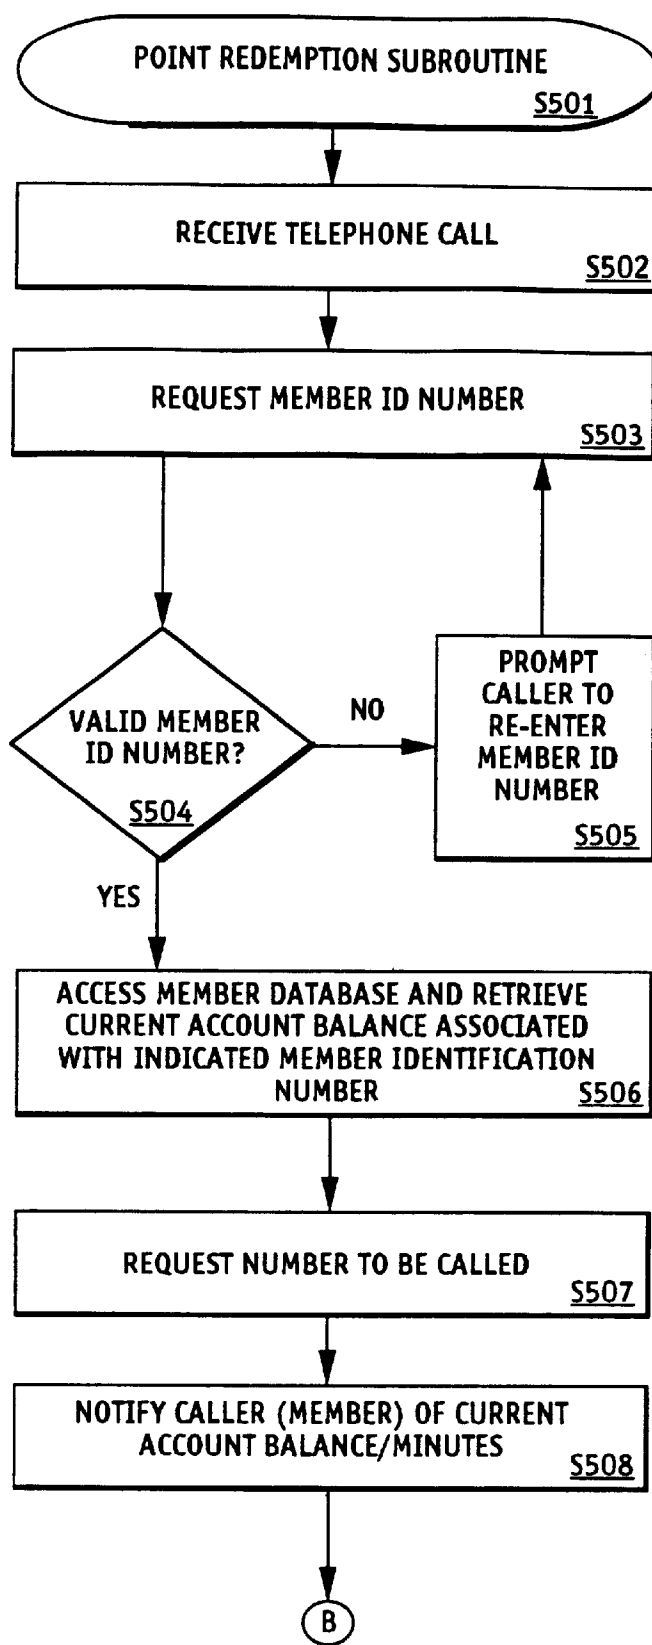 POINT REDEMPTION SUBROUTINE
S501
RECEIVE TELEPHONE CALL
S502
REQUEST MEMBER ID NUMBER
S503
VALID MEMBER
ID NUMBER?
S504
NO
PROMPT
CALLER TO
RE-ENTER
MEMBER ID
NUMBER
S505
YES
ACCESS MEMBER DATABASE AND RETRIEVE
CURRENT ACCOUNT BALANCE ASSOCIATED
WITH INDICATED MEMBER IDENTIFICATION
NUMBER
S506
REQUEST NUMBER TO BE CALLED
S507
NOTIFY CALLER (MEMBER) OF CURRENT
ACCOUNT BALANCE/MINUTES
S508
B